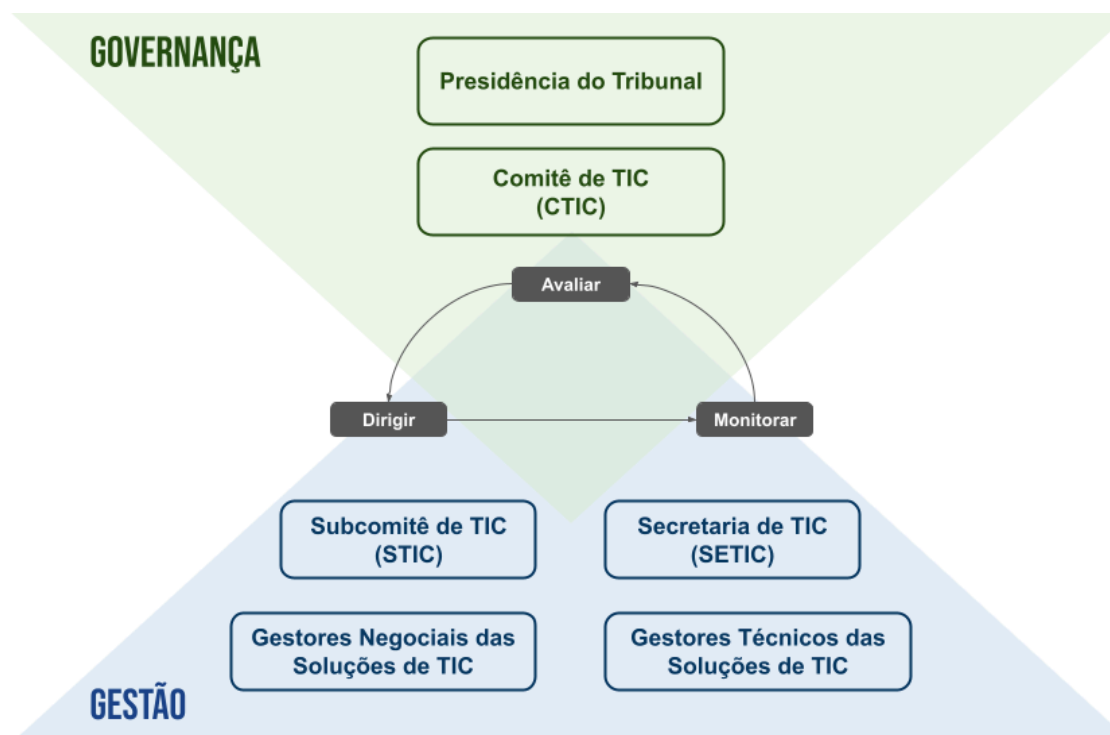 GOVERNANÇA
Presidência do Tribunal
Comitê de TIC
(CTIC)
Avaliar
Dirigir
Monitorar
Subcomitê de TIC
(STIC)
Secretaria de TIC
(SETIC)
Gestores Negociais das
Soluções de TIC
Gestores Técnicos das
Soluções de TIC
GESTÃO